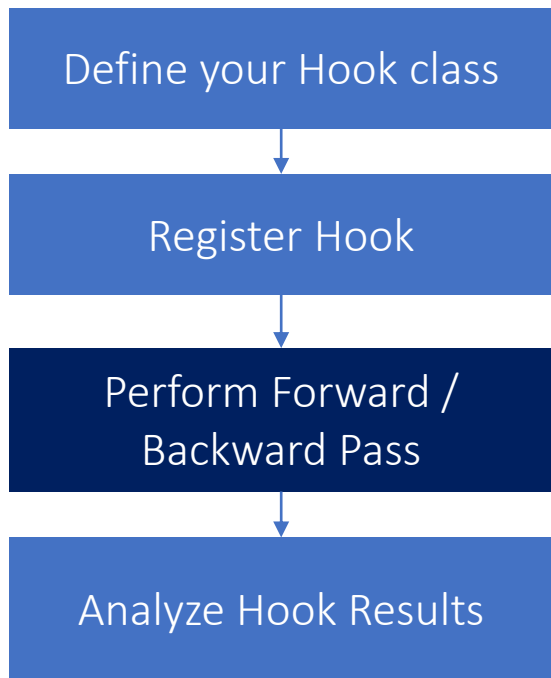 Define your Hook class
Register Hook
Perform Forward /
Backward Pass
Analyze Hook Results